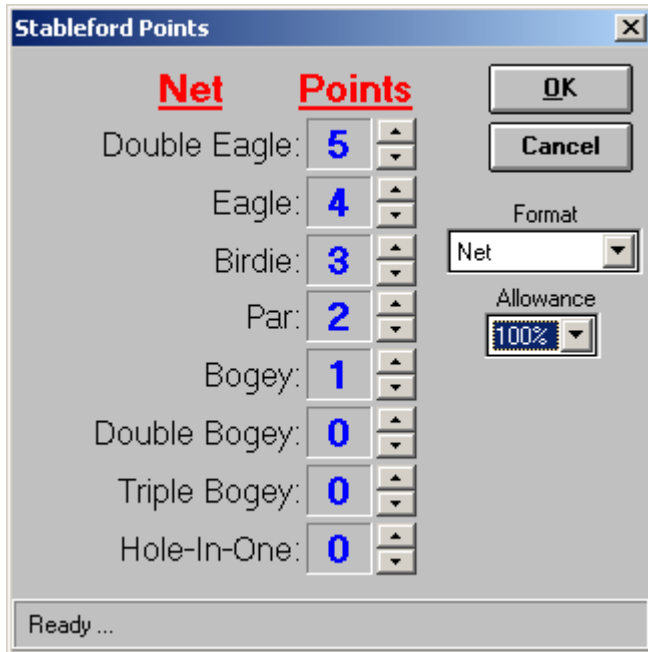 Stableford Points
Net Points
Double Eagle: 5
Eagle: 4
Birdie: 3
Par: 2
Bogey: 1
Double Bogey: 0
Triple Bogey: 0
Hole-In-One: 0
OK
Cancel
Format
Net
Allowance
100%
Ready ...